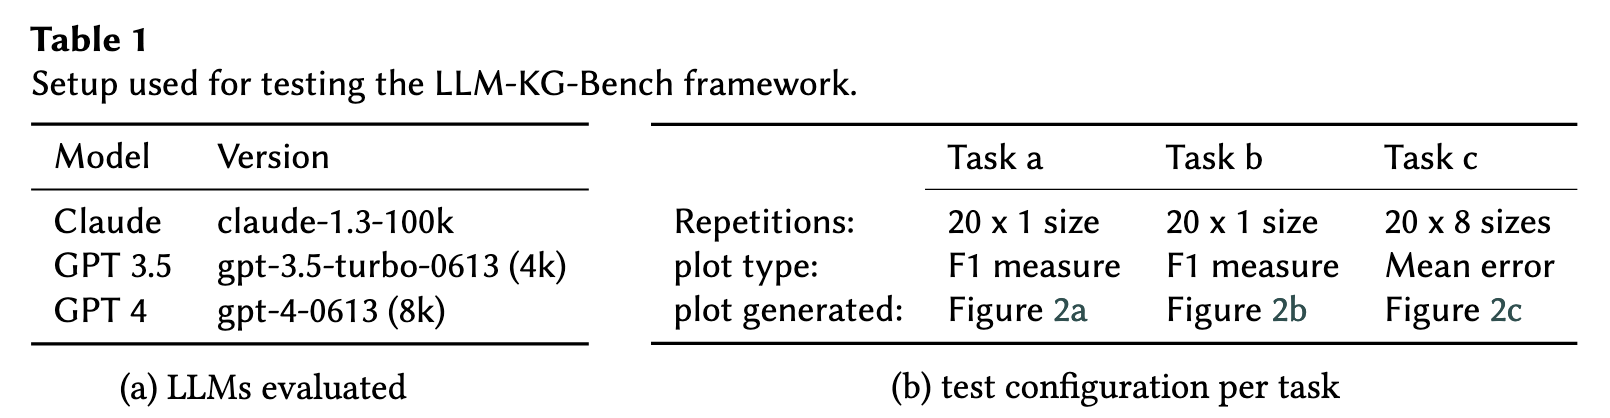 Table 1
Setup used for testing the LLM-KG-Bench framework.
Model Version
Claude claude-1.3-100k
GPT 3.5 gpt-3.5-turbo-0613 (4k)
GPT 4 gpt-4-0613 (8k)
(a) LLMs evaluated
Task a Task b Task c
Repetitions: 20 x 1 size 20 x 1 size 20 x 8 sizes
plot type: F1 measure F1 measure Mean error
plot generated: Figure 2a Figure 2b Figure 2c
(b) test configuration per task